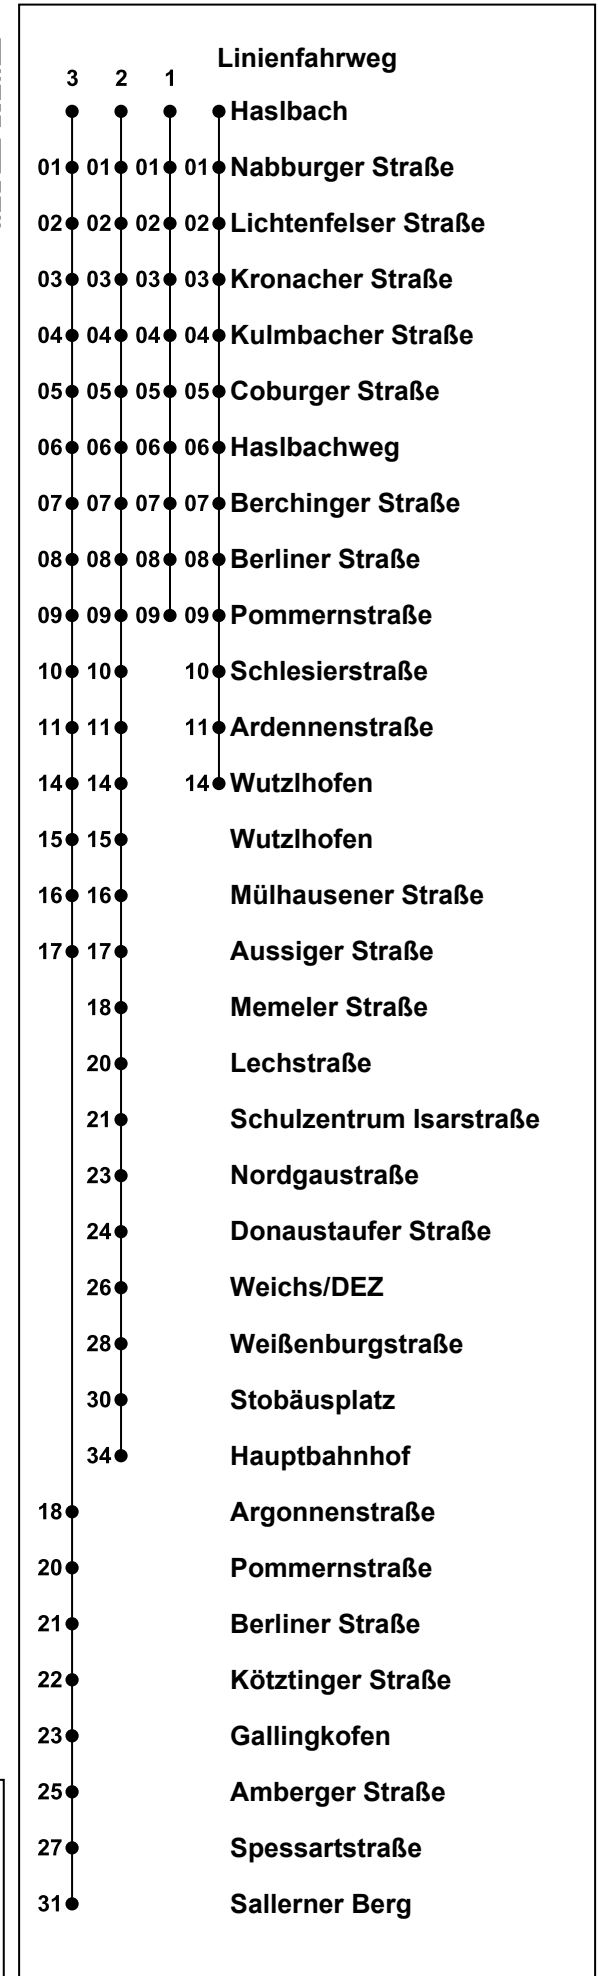 Linienfahrweg
3 2 1
Haslbach
01 01 01 01 Nabburger Straße
02 02 02 02 Lichtenfelser Straße
03 03 03 03 Kronacher Straße
04 04 04 04 Kulmbacher Straße
05 05 05 05 Coburger Straße
06 06 06 06 Haslbachweg
07 07 07 07 Berchinger Straße
08 08 08 08 Berliner Straße
09 09 09 09 Pommernstraße
10 10 10 Schlesierstraße
11 11 11 Ardennenstraße
14 14 14 Wutzlhofen
15 15 Wutzlhofen
16 16 Mülhausener Straße
17 17 Aussiger Straße
18 Memeler Straße
20 Lechstraße
21 Schulzentrum Isarstraße
23 Nordgaustraße
24 Donaustaufer Straße
26 Weichs/DEZ
28 Weißenburgstraße
30 Stobäusplatz
34 Hauptbahnhof
18 Argonnenstraße
20 Pommernstraße
21 Berliner Straße
22 Kötztinger Straße
23 Gallingkofen
25 Amberger Straße
27 Spessartstraße
31 Sallerner Berg